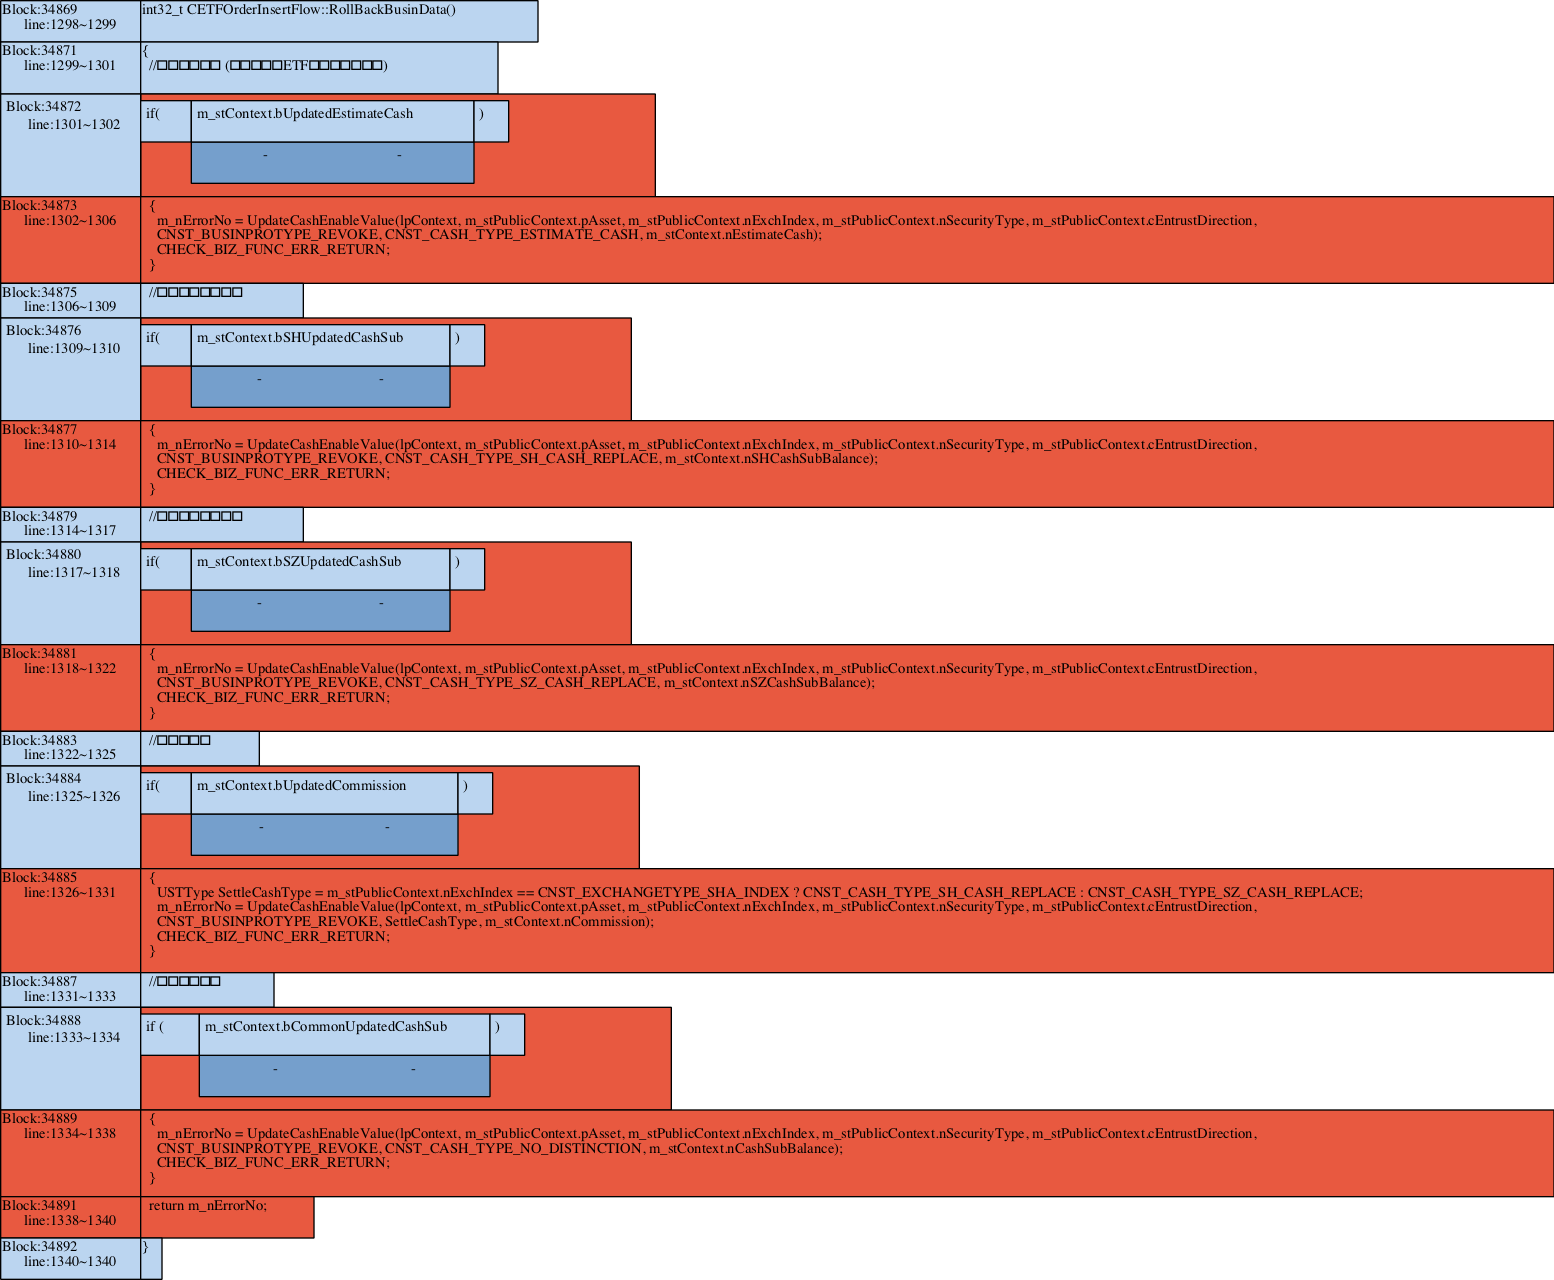 Block:34869 int32_t CETFOrderInsertFlow::RollBackBusinData()
line:1298~1299
Block:34871 {
line:1299~1301 //□□□□□□ (□□□□□ETF□□□□□□□)
Block:34872
line:1301~1302
if( m_stContext.bUpdatedEstimateCash )
- -
Block:34873 {
line:1302~1306 m_nErrorNo = UpdateCashEnableValue(lpContext, m_stPublicContext.pAsset, m_stPublicContext.nExchIndex, m_stPublicContext.nSecurityType, m_stPublicContext.cEntrustDirection,
CNST_BUSINPROTYPE_REVOKE, CNST_CASH_TYPE_ESTIMATE_CASH, m_stContext.nEstimateCash);
CHECK_BIZ_FUNC_ERR_RETURN;
}
Block:34875 //□□□□□□□□
line:1306~1309
Block:34876
line:1309~1310
if( m_stContext.bSHUpdatedCashSub )
- -
Block:34877 {
line:1310~1314 m_nErrorNo = UpdateCashEnableValue(lpContext, m_stPublicContext.pAsset, m_stPublicContext.nExchIndex, m_stPublicContext.nSecurityType, m_stPublicContext.cEntrustDirection,
CNST_BUSINPROTYPE_REVOKE, CNST_CASH_TYPE_SH_CASH_REPLACE, m_stContext.nSHCashSubBalance);
CHECK_BIZ_FUNC_ERR_RETURN;
}
Block:34879 //□□□□□□□□
line:1314~1317
Block:34880
line:1317~1318
if( m_stContext.bSZUpdatedCashSub )
- -
Block:34881 {
line:1318~1322 m_nErrorNo = UpdateCashEnableValue(lpContext, m_stPublicContext.pAsset, m_stPublicContext.nExchIndex, m_stPublicContext.nSecurityType, m_stPublicContext.cEntrustDirection,
CNST_BUSINPROTYPE_REVOKE, CNST_CASH_TYPE_SZ_CASH_REPLACE, m_stContext.nSZCashSubBalance);
CHECK_BIZ_FUNC_ERR_RETURN;
}
Block:34883 //□□□□□
line:1322~1325
Block:34884
line:1325~1326
if( m_stContext.bUpdatedCommission )
- -
Block:34885 {
line:1326~1331 USTType SettleCashType = m_stPublicContext.nExchIndex == CNST_EXCHANGETYPE_SHA_INDEX ? CNST_CASH_TYPE_SH_CASH_REPLACE : CNST_CASH_TYPE_SZ_CASH_REPLACE;
m_nErrorNo = UpdateCashEnableValue(lpContext, m_stPublicContext.pAsset, m_stPublicContext.nExchIndex, m_stPublicContext.nSecurityType, m_stPublicContext.cEntrustDirection,
CNST_BUSINPROTYPE_REVOKE, SettleCashType, m_stContext.nCommission);
CHECK_BIZ_FUNC_ERR_RETURN;
}
Block:34887 //□□□□□□
line:1331~1333
Block:34888
line:1333~1334
if ( m_stContext.bCommonUpdatedCashSub )
- -
Block:34889 {
line:1334~1338 m_nErrorNo = UpdateCashEnableValue(lpContext, m_stPublicContext.pAsset, m_stPublicContext.nExchIndex, m_stPublicContext.nSecurityType, m_stPublicContext.cEntrustDirection,
CNST_BUSINPROTYPE_REVOKE, CNST_CASH_TYPE_NO_DISTINCTION, m_stContext.nCashSubBalance);
CHECK_BIZ_FUNC_ERR_RETURN;
}
Block:34891 return m_nErrorNo;
line:1338~1340
Block:34892 }
line:1340~1340